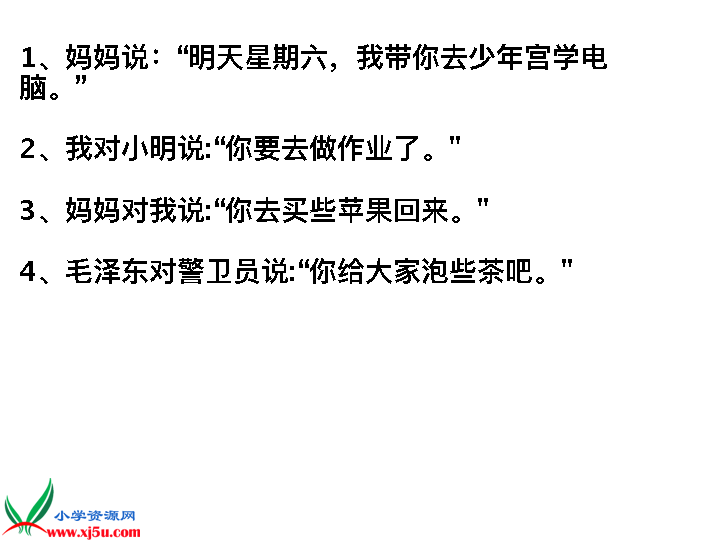 1、妈妈说：“明天星期六，我带你去少年宫学电
脑。”
2、我对小明说:“你要去做作业了。"
3、妈妈对我说:“你去买些苹果回来。"
4、毛泽东对警卫员说:“你给大家泡些茶吧。"
小学资源网
www.xj5u.com